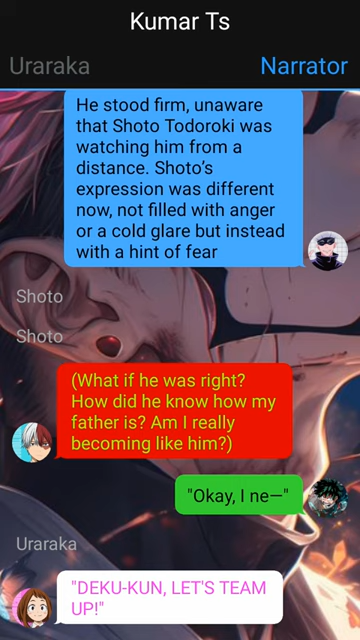 Kumar Ts
Uraraka
Narrator
He stood firm, unaware
that Shoto Todoroki was
watching him from a
distance. Shoto’s
expression was different
now, not filled with anger
or a cold glare but instead
with a hint of fear
Shoto
Shoto
(What if he was right?
How did he know how my
father is? Am I really
becoming like him?)
"Okay, I ne—"
Uraraka
"DEKU-KUN, LET'S TEAM
UP!"